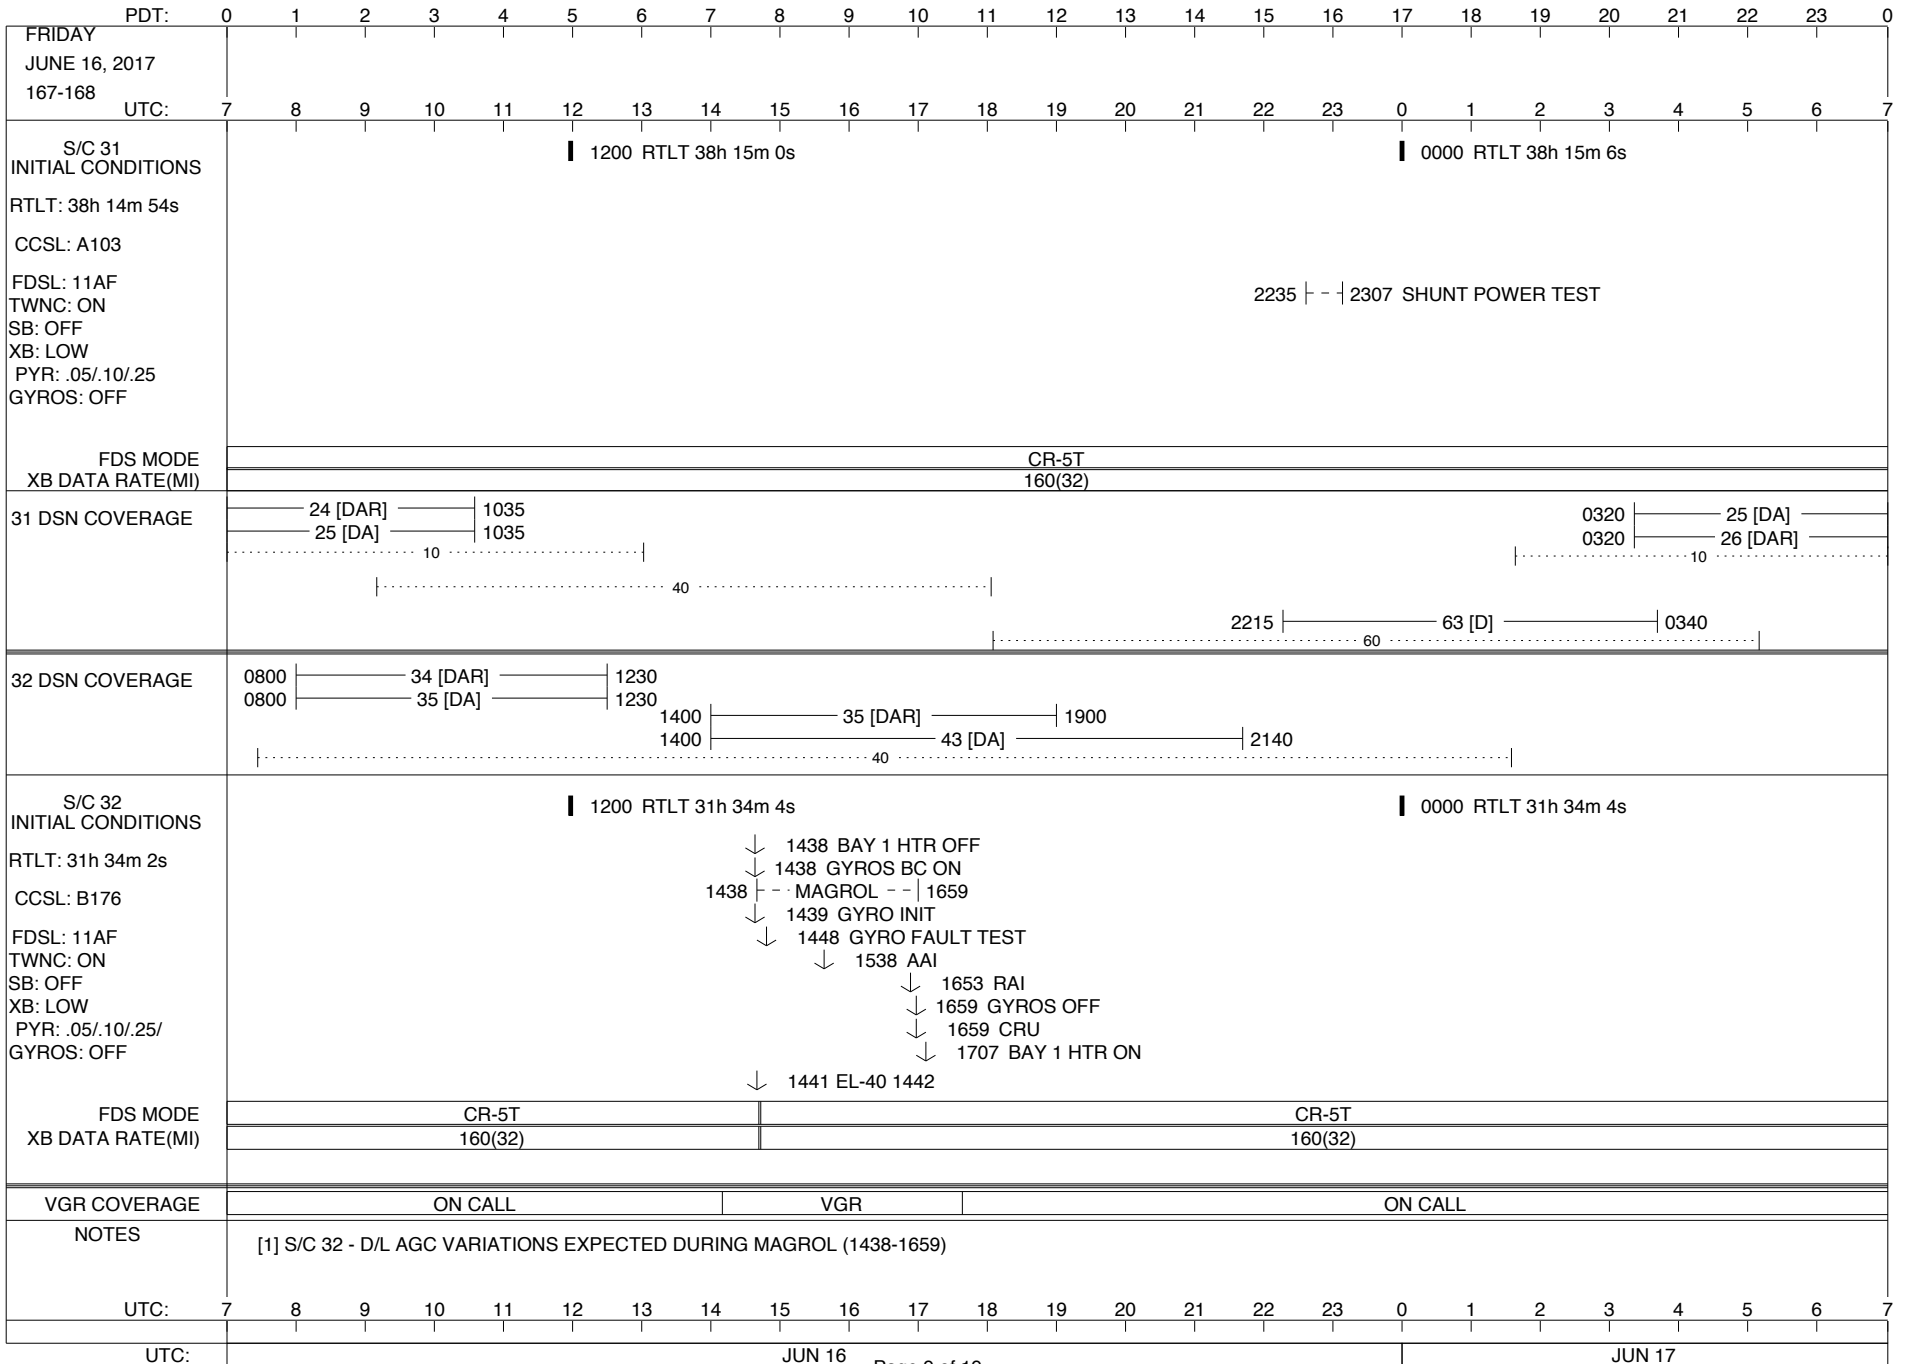 PDT: 0 1 2 3 4 5 6 7 8 9 10 11 12 13 14 15 16 17 18 19 20 21 22 23 0
FRIDAY
JUNE 16, 2017
167-168
UTC: 7 8 9 10 11 12 13 14 15 16 17 18 19 20 21 22 23 0 1 2 3 4 5 6 7
S/C 31
INITIAL CONDITIONS
1200 RTLT 38h 15m 0s
0000 RTLT 38h 15m 6s
RTLT: 38h 14m 54s
CCSL: A103
FDSL: 11AF
TWNC: ON
SB: OFF
XB: LOW
PYR: .05/.10/.25
GYROS: OFF
2235 2307 SHUNT POWER TEST
FDS MODE CR-5T
XB DATA RATE(MI) 160(32)
31 DSN COVERAGE
24 [DAR] 1035
25 [DA] 1035
10
0320 25 [DA]
0320 26 [DAR]
10
40
2215 63 [D] 0340
60
32 DSN COVERAGE
0800 34 [DAR] 1230
0800 35 [DA] 1230
1400 35 [DAR] 1900
1400 43 [DA] 2140
40
S/C 32
INITIAL CONDITIONS
1200 RTLT 31h 34m 4s
0000 RTLT 31h 34m 4s
RTLT: 31h 34m 2s
CCSL: B176
FDSL: 11AF
TWNC: ON
SB: OFF
XB: LOW
PYR: .05/.10/.25/
GYROS: OFF
1438 BAY 1 HTR OFF
1438 GYROS BC ON
1438 MAGROL 1659
1439 GYRO INIT
1448 GYRO FAULT TEST
1538 AAI
1653 RAI
1659 GYROS OFF
1659 CRU
1707 BAY 1 HTR ON
1441 EL-40 1442
FDS MODE CR-5T CR-5T
XB DATA RATE(MI) 160(32) 160(32)
VGR COVERAGE ON CALL VGR ON CALL
NOTES
[1] S/C 32 - D/L AGC VARIATIONS EXPECTED DURING MAGROL (1438-1659)
UTC: 7 8 9 10 11 12 13 14 15 16 17 18 19 20 21 22 23 0 1 2 3 4 5 6 7
UTC: JUN 16 JUN 17